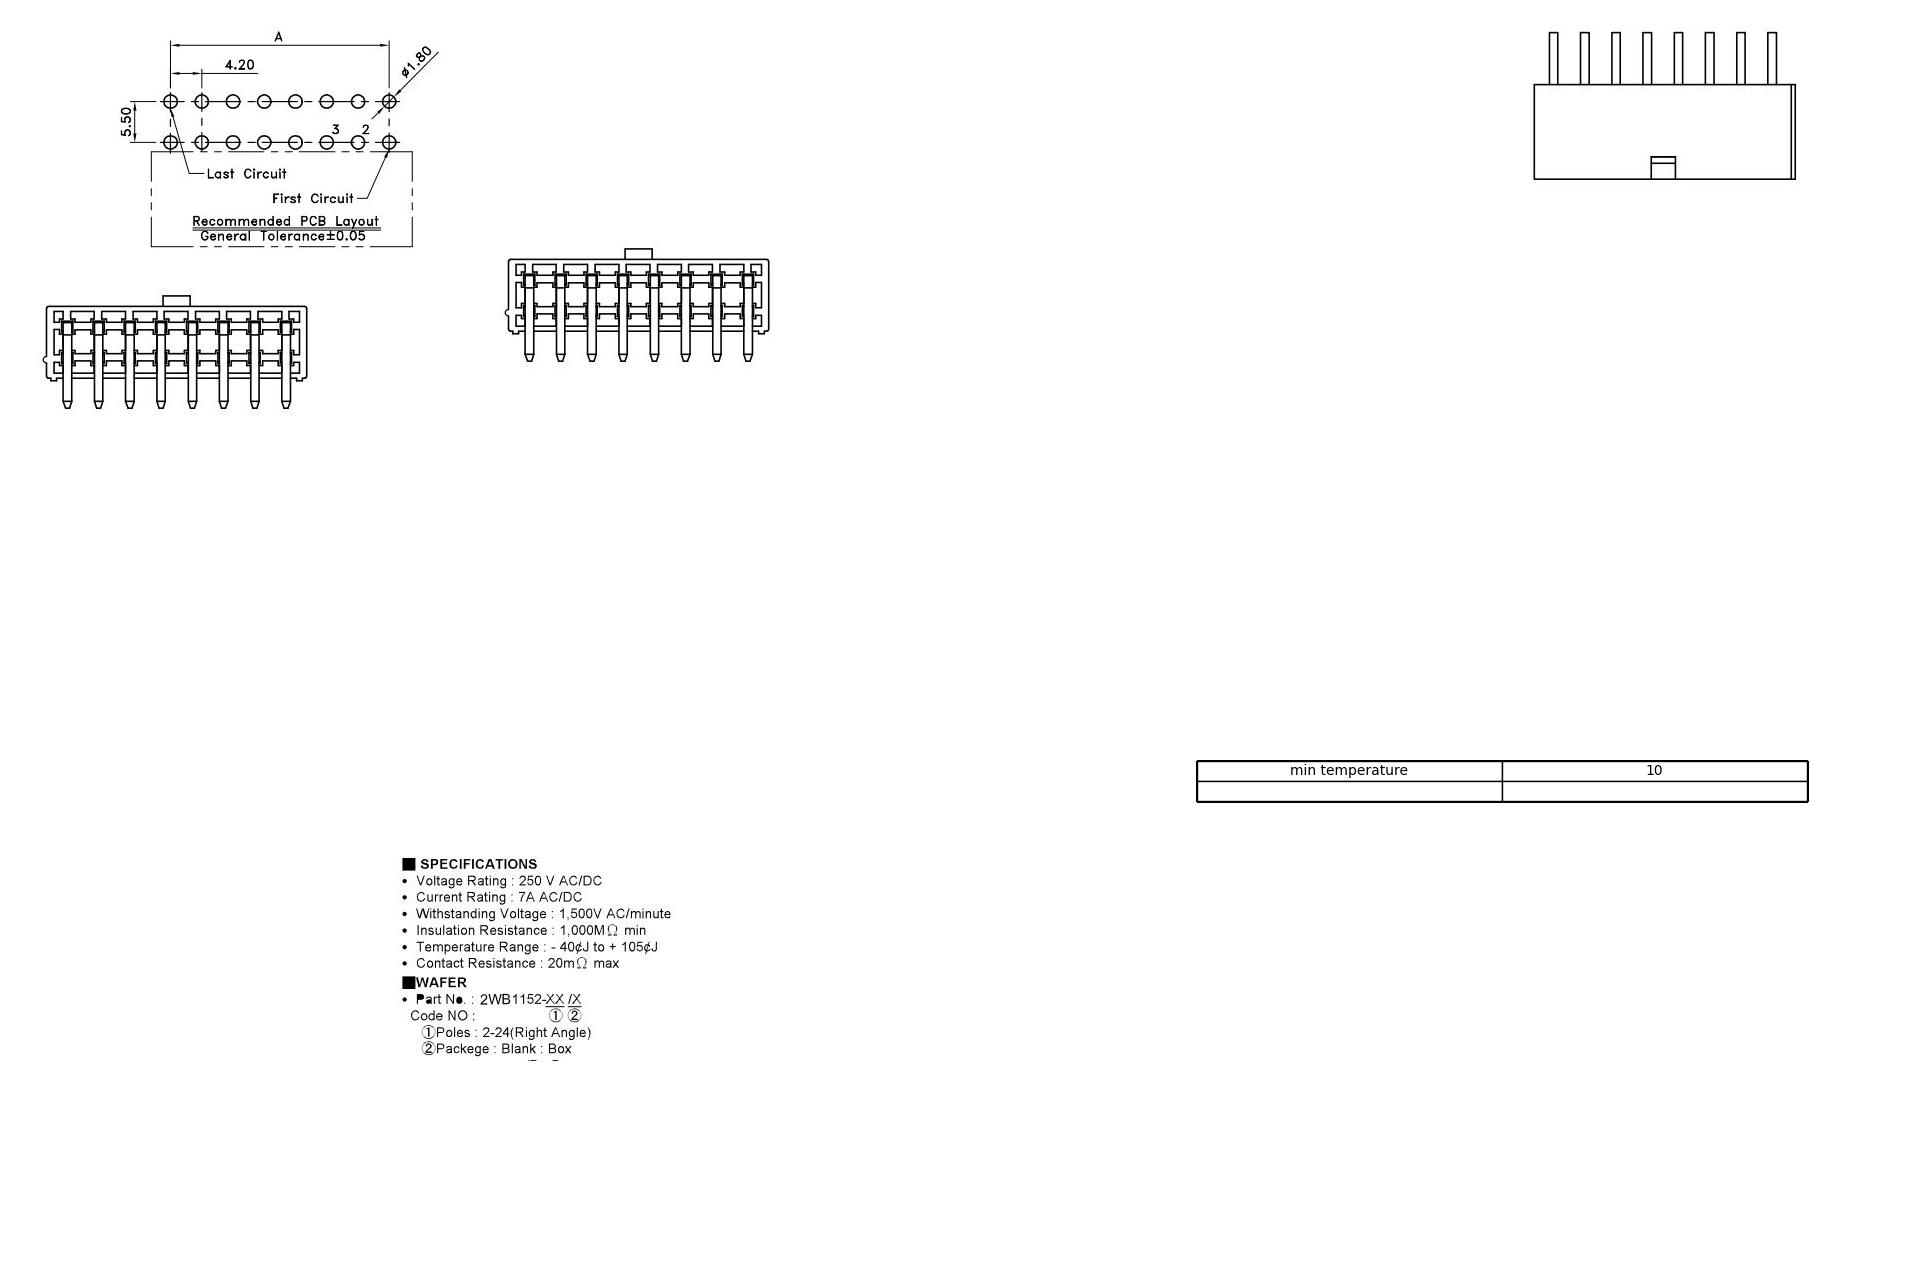 A
4.20
ø1.80
5.50
3 2
Last Circuit
First Circuit
Recommended PCB Layout
General Tolerance±0.05
min temperature 10
■ SPECIFICATIONS
• Voltage Rating : 250 V AC/DC
• Current Rating : 7A AC/DC
• Withstanding Voltage : 1,500V AC/minute
• Insulation Resistance : 1,000MΩ min
• Temperature Range : - 40¢J to + 105¢J
• Contact Resistance : 20mΩ max
■WAFER
• Part No. : 2WB1152-XX /X
Code NO : ① ②
①Poles : 2-24(Right Angle)
②Packege : Blank : Box